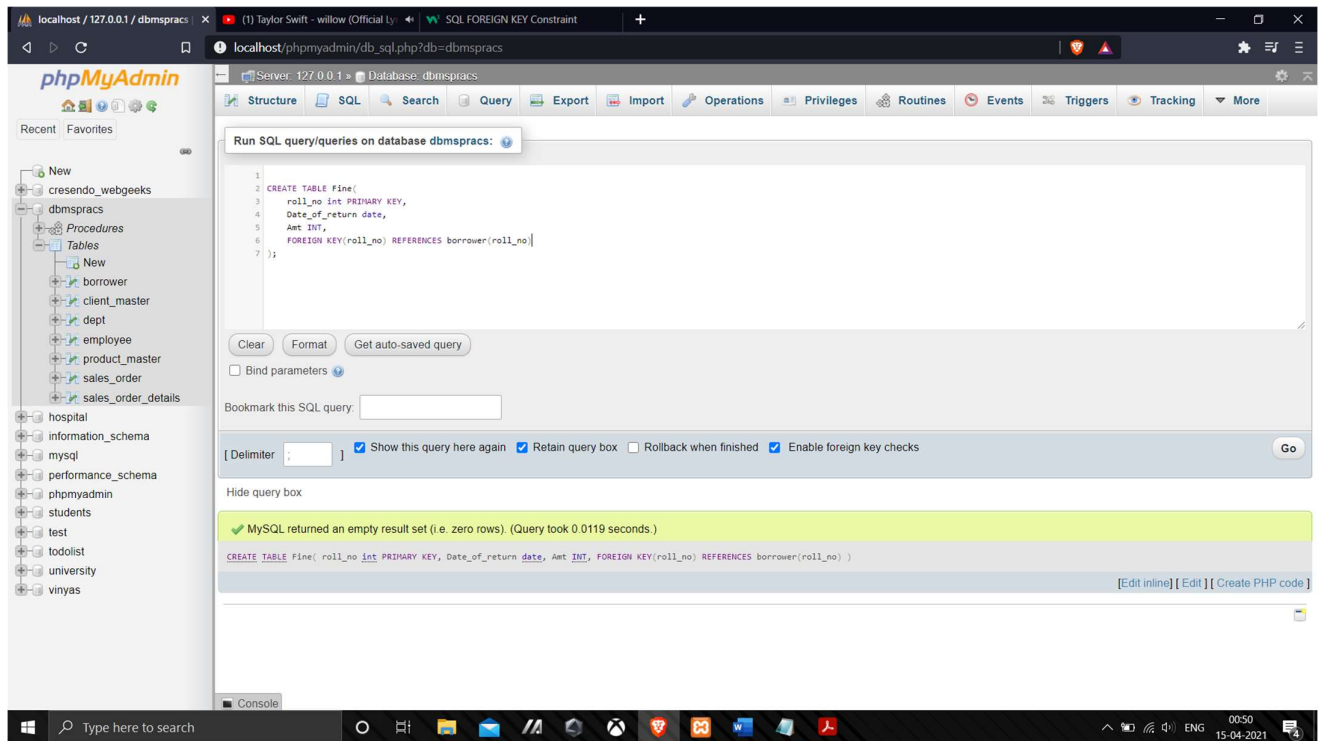 localhost / 127.0.0.1 / dbmspracs |
(1) Taylor Swift - willow (Official Ly
SQL FOREIGN KEY Constraint
localhost/phpmyadmin/db_sql.php?db=dbmspracs
phpMyAdmin
Recent Favorites
New
cresendo_webgeeks
dbmspracs
Procedures
Tables
New
borrower
client_master
dept
employee
product_master
sales_order
sales_order_details
hospital
information_schema
mysql
performance_schema
phpmyadmin
students
test
todolist
university
vinyas
Server: 127.0.0.1 » Database: dbmspracs
Structure SQL Search Query Export Import Operations Privileges Routines Events Triggers Tracking More
Run SQL query/queries on database dbmspracs:
1
2 CREATE TABLE Fine(
3 roll_no int PRIMARY KEY,
4 Date_of_return date,
5 Amt INT,
6 FOREIGN KEY(roll_no) REFERENCES borrower(roll_no)
7 );
Clear Format Get auto-saved query
Bind parameters
Bookmark this SQL query:
[ Delimiter ; ] Show this query here again Retain query box Rollback when finished Enable foreign key checks Go
Hide query box
MySQL returned an empty result set (i.e. zero rows). (Query took 0.0119 seconds.)
CREATE TABLE Fine( roll_no int PRIMARY KEY, Date_of_return date, Amt INT, FOREIGN KEY(roll_no) REFERENCES borrower(roll_no) )
[Edit inline] [ Edit ] [ Create PHP code ]
Console
Type here to search
ENG
00:50
15-04-2021
4